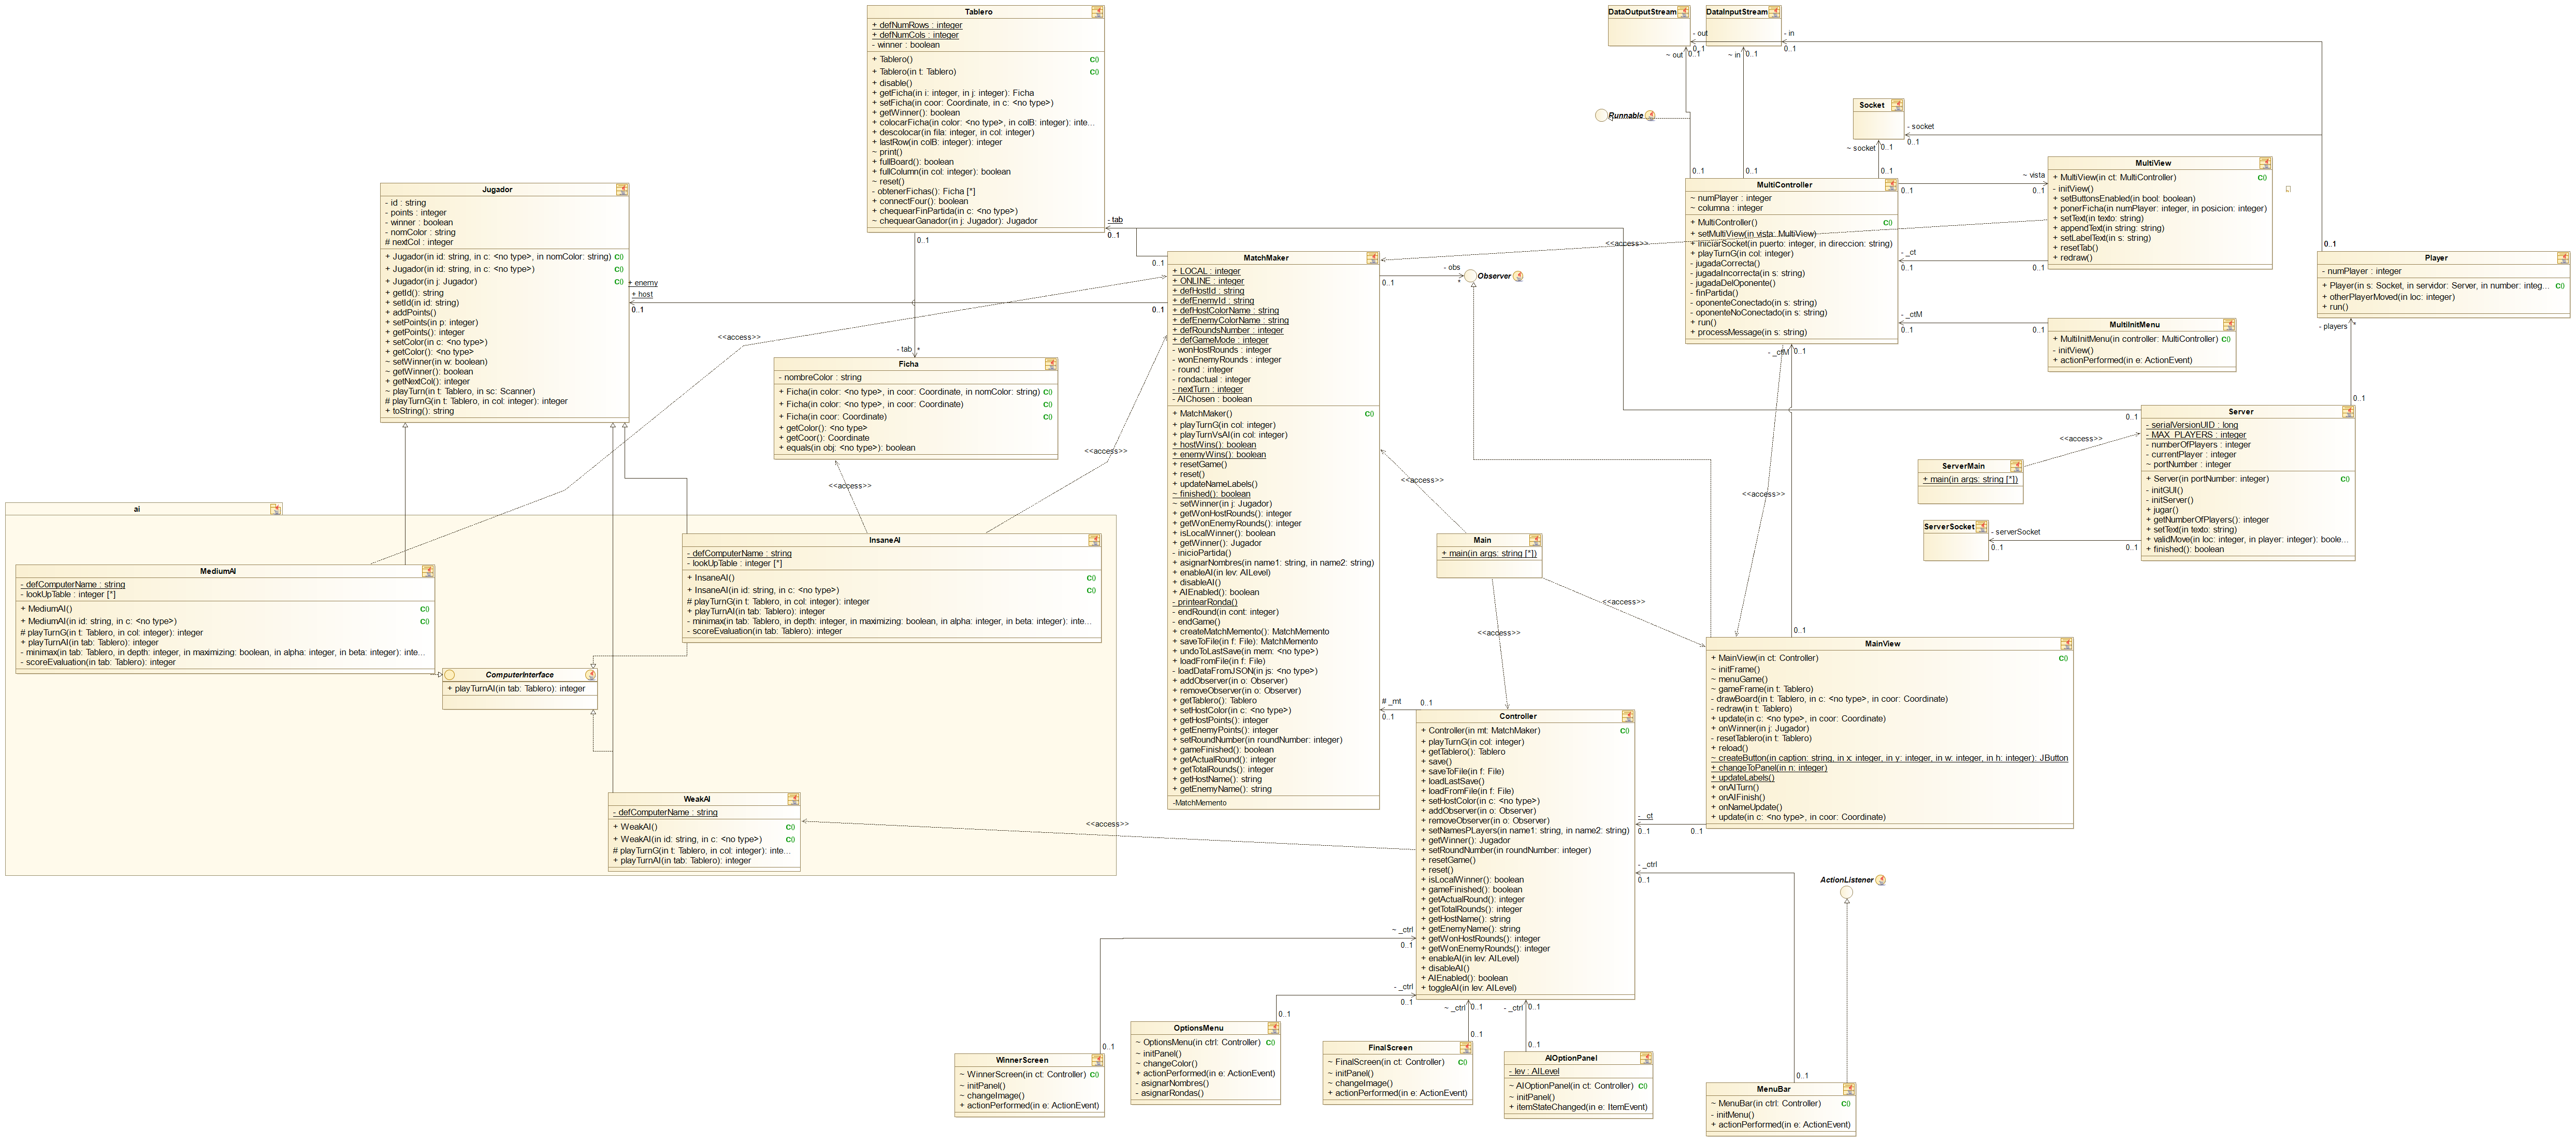 Tablero
+ defNumRows : integer
+ defNumCols : integer
- winner : boolean
+ Tablero()
+ Tablero(in t: Tablero)
+ disable()
+ getFicha(in i: integer, in j: integer): Ficha
+ setFicha(in coor: Coordinate, in c: <no type>)
+ getWinner(): boolean
+ colocarFicha(in color: <no type>, in colB: integer): inte...
+ descolocar(in fila: integer, in col: integer)
+ lastRow(in colB: integer): integer
~ print()
+ fullBoard(): boolean
+ fullColumn(in col: integer): boolean
~ reset()
- obtenerFichas(): Ficha [*]
+ connectFour(): boolean
+ chequearFinPartida(in c: <no type>)
~ chequearGanador(in j: Jugador): Jugador
- tab
0..1
0..1
- tab
*
DataOutputStream
DataInputStream
- out
0..1
- in
0..1
~ out
0..1
~ in
0..1
Runnable
Socket
- socket
0..1
~ socket
0..1
Jugador
- id : string
- points : integer
- winner : boolean
- nomColor : string
# nextCol : integer
+ Jugador(in id: string, in c: <no type>, in nomColor: string)
+ Jugador(in id: string, in c: <no type>)
+ Jugador(in j: Jugador)
+ getId(): string
+ setId(in id: string)
+ addPoints()
+ setPoints(in p: integer)
+ getPoints(): integer
+ setColor(in c: <no type>)
+ getColor(): <no type>
~ setWinner(in w: boolean)
~ getWinner(): boolean
+ getNextCol(): integer
~ playTurn(in t: Tablero, in sc: Scanner)
# playTurnG(in t: Tablero, in col: integer): integer
+ toString(): string
+ enemy
+ host
0..1
0..1
MatchMaker
+ LOCAL : integer
+ ONLINE : integer
+ defHostId : string
+ defEnemyId : string
+ defHostColorName : string
+ defEnemyColorName : string
+ defRoundsNumber : integer
+ defGameMode : integer
- wonHostRounds : integer
- wonEnemyRounds : integer
- round : integer
- rondactual : integer
- nextTurn : integer
- AIChosen : boolean
+ MatchMaker()
+ playTurnG(in col: integer)
+ playTurnVsAI(in col: integer)
+ hostWins(): boolean
+ enemyWins(): boolean
+ resetGame()
+ reset()
+ updateNameLabels()
~ finished(): boolean
~ setWinner(in j: Jugador)
+ getWonHostRounds(): integer
+ getWonEnemyRounds(): integer
+ isLocalWinner(): boolean
+ getWinner(): Jugador
- inicioPartida()
+ asignarNombres(in name1: string, in name2: string)
+ enableAI(in lev: AILevel)
+ disableAI()
+ AIEnabled(): boolean
- printearRonda()
- endRound(in cont: integer)
- endGame()
+ createMatchMemento(): MatchMemento
+ saveToFile(in f: File): MatchMemento
+ undoToLastSave(in mem: <no type>)
+ loadFromFile(in f: File)
- loadDataFromJSON(in js: <no type>)
+ addObserver(in o: Observer)
+ removeObserver(in o: Observer)
+ getTablero(): Tablero
+ setHostColor(in c: <no type>)
+ getHostPoints(): integer
+ getEnemyPoints(): integer
+ setRoundNumber(in roundNumber: integer)
+ gameFinished(): boolean
+ getActualRound(): integer
+ getTotalRounds(): integer
+ getHostName(): string
+ getEnemyName(): string
-MatchMemento
0..1
- obs
0..1
*
Observer
MultiController
~ numPlayer : integer
~ columna : integer
+ MultiController()
+ setMultiView(in vista: MultiView)
+ iniciarSocket(in puerto: integer, in direccion: string)
+ playTurnG(in col: integer)
- jugadaCorrecta()
- jugadaIncorrecta(in s: string)
- jugadaDelOponente()
- finPartida()
- oponenteConectado(in s: string)
- oponenteNoConectado(in s: string)
+ run()
+ processMessage(in s: string)
0..1
0..1
0..1
0..1
~ vista
0..1
- _ct
0..1
0..1
- _ctM
0..1
0..1
- _ctM
0..1
MultiView
+ MultiView(in ct: MultiController)
- initView()
+ setButtonsEnabled(in bool: boolean)
+ ponerFicha(in numPlayer: integer, in posicion: integer)
+ setText(in texto: string)
+ appendText(in string: string)
+ setLabelText(in s: string)
+ resetTab()
+ redraw()
<<access>>
MultiInitMenu
+ MultiInitMenu(in controller: MultiController)
- initView()
+ actionPerformed(in e: ActionEvent)
0..1
Player
- numPlayer : integer
+ Player(in s: Socket, in servidor: Server, in number: integ...
+ otherPlayerMoved(in loc: integer)
+ run()
- players
*
0..1
Server
- serialVersionUID : long
- MAX_PLAYERS : integer
- numberOfPlayers : integer
- currentPlayer : integer
~ portNumber : integer
+ Server(in portNumber: integer)
- initGUI()
- initServer()
+ jugar()
+ getNumberOfPlayers(): integer
+ setText(in texto: string)
+ validMove(in loc: integer, in player: integer): boole...
+ finished(): boolean
0..1
<<access>>
ServerMain
+ main(in args: string [*])
ServerSocket
- serverSocket
0..1
0..1
Ficha
- nombreColor : string
+ Ficha(in color: <no type>, in coor: Coordinate, in nomColor: string)
+ Ficha(in color: <no type>, in coor: Coordinate)
+ Ficha(in coor: Coordinate)
+ getColor(): <no type>
+ getCoor(): Coordinate
+ equals(in obj: <no type>): boolean
<<access>>
<<access>>
<<access>>
<<access>>
<<access>>
ai
MediumAI
- defComputerName : string
- lookUpTable : integer [*]
+ MediumAI()
+ MediumAI(in id: string, in c: <no type>)
# playTurnG(in t: Tablero, in col: integer): integer
+ playTurnAI(in tab: Tablero): integer
- minimax(in tab: Tablero, in depth: integer, in maximizing: boolean, in alpha: integer, in beta: integer): inte...
- scoreEvaluation(in tab: Tablero): integer
InsaneAI
- defComputerName : string
- lookUpTable : integer [*]
+ InsaneAI()
+ InsaneAI(in id: string, in c: <no type>)
# playTurnG(in t: Tablero, in col: integer): integer
+ playTurnAI(in tab: Tablero): integer
- minimax(in tab: Tablero, in depth: integer, in maximizing: boolean, in alpha: integer, in beta: integer): inte...
- scoreEvaluation(in tab: Tablero): integer
ComputerInterface
+ playTurnAI(in tab: Tablero): integer
WeakAI
- defComputerName : string
+ WeakAI()
+ WeakAI(in id: string, in c: <no type>)
# playTurnG(in t: Tablero, in col: integer): inte...
+ playTurnAI(in tab: Tablero): integer
<<access>>
Main
+ main(in args: string [*])
<<access>>
<<access>>
MainView
+ MainView(in ct: Controller)
~ initFrame()
~ menuGame()
~ gameFrame(in t: Tablero)
- drawBoard(in t: Tablero, in c: <no type>, in coor: Coordinate)
- redraw(in t: Tablero)
+ update(in c: <no type>, in coor: Coordinate)
+ onWinner(in j: Jugador)
- resetTablero(in t: Tablero)
+ reload()
~ createButton(in caption: string, in x: integer, in y: integer, in w: integer, in h: integer): JButton
+ changeToPanel(in n: integer)
+ updateLabels()
+ onAITurn()
+ onAIFinish()
+ onNameUpdate()
+ update(in c: <no type>, in coor: Coordinate)
0..1
# _mt
0..1
0..1
Controller
+ Controller(in mt: MatchMaker)
+ playTurnG(in col: integer)
+ getTablero(): Tablero
+ save()
+ saveToFile(in f: File)
+ loadLastSave()
+ loadFromFile(in f: File)
+ setHostColor(in c: <no type>)
+ addObserver(in o: Observer)
+ removeObserver(in o: Observer)
+ setNamesPLayers(in name1: string, in name2: string)
+ getWinner(): Jugador
+ setRoundNumber(in roundNumber: integer)
+ resetGame()
+ reset()
+ isLocalWinner(): boolean
+ gameFinished(): boolean
+ getActualRound(): integer
+ getTotalRounds(): integer
+ getHostName(): string
+ getEnemyName(): string
+ getWonHostRounds(): integer
+ getWonEnemyRounds(): integer
+ enableAI(in lev: AILevel)
+ disableAI()
+ AIEnabled(): boolean
+ toggleAI(in lev: AILevel)
- _ct
0..1
0..1
- _ctrl
0..1
ActionListener
~ _ctrl
0..1
- _ctrl
0..1
~ _ctrl
0..1
- _ctrl
0..1
0..1
WinnerScreen
~ WinnerScreen(in ct: Controller)
~ initPanel()
~ changeImage()
+ actionPerformed(in e: ActionEvent)
0..1
OptionsMenu
~ OptionsMenu(in ctrl: Controller)
~ initPanel()
~ changeColor()
+ actionPerformed(in e: ActionEvent)
- asignarNombres()
- asignarRondas()
0..1
FinalScreen
~ FinalScreen(in ct: Controller)
~ initPanel()
~ changeImage()
+ actionPerformed(in e: ActionEvent)
0..1
AIOptionPanel
- lev : AILevel
~ AIOptionPanel(in ct: Controller)
~ initPanel()
+ itemStateChanged(in e: ItemEvent)
0..1
MenuBar
~ MenuBar(in ctrl: Controller)
- initMenu()
+ actionPerformed(in e: ActionEvent)